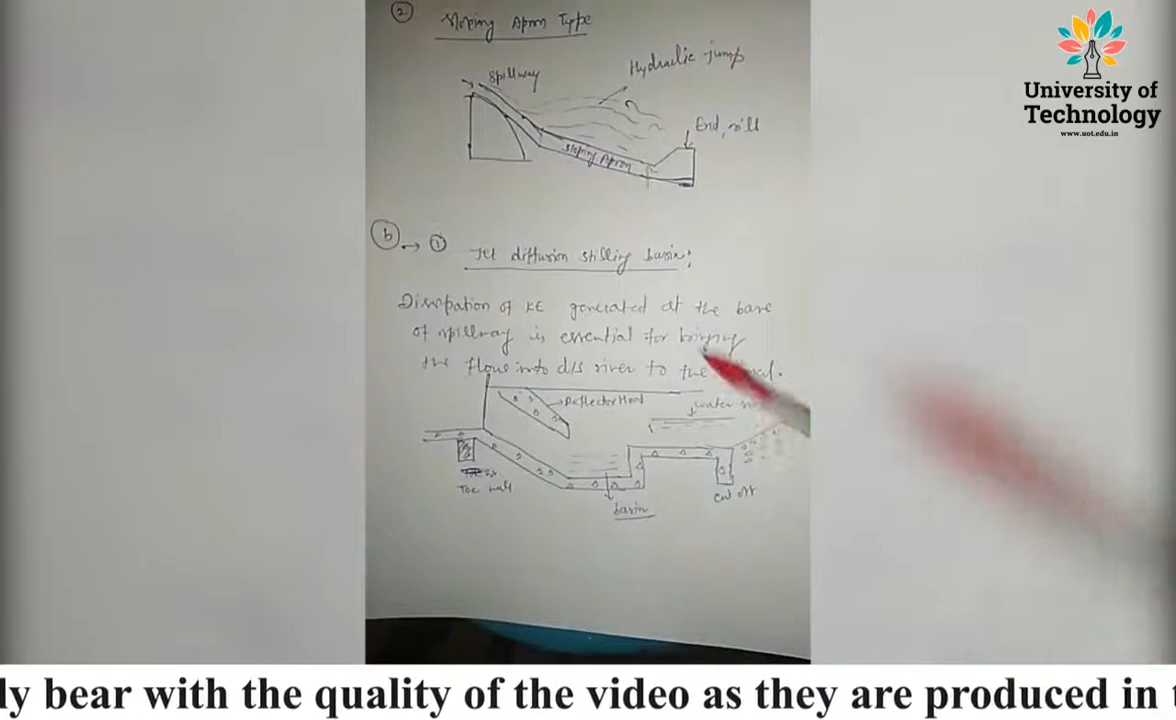 ② Sloping Apron Type
Spillway
Hydraulic jump
End sill
Sloping Apron
ⓑ → ① Jet diffusion stilling basin:
Dissipation of KE generated at the base
of spillway is essential for bringing
the flow into d/s river to the
Deflector Hood
water
Toe wall
basin
cut off
University of
Technology
www.uot.edu.in
ly bear with the quality of the video as they are produced in